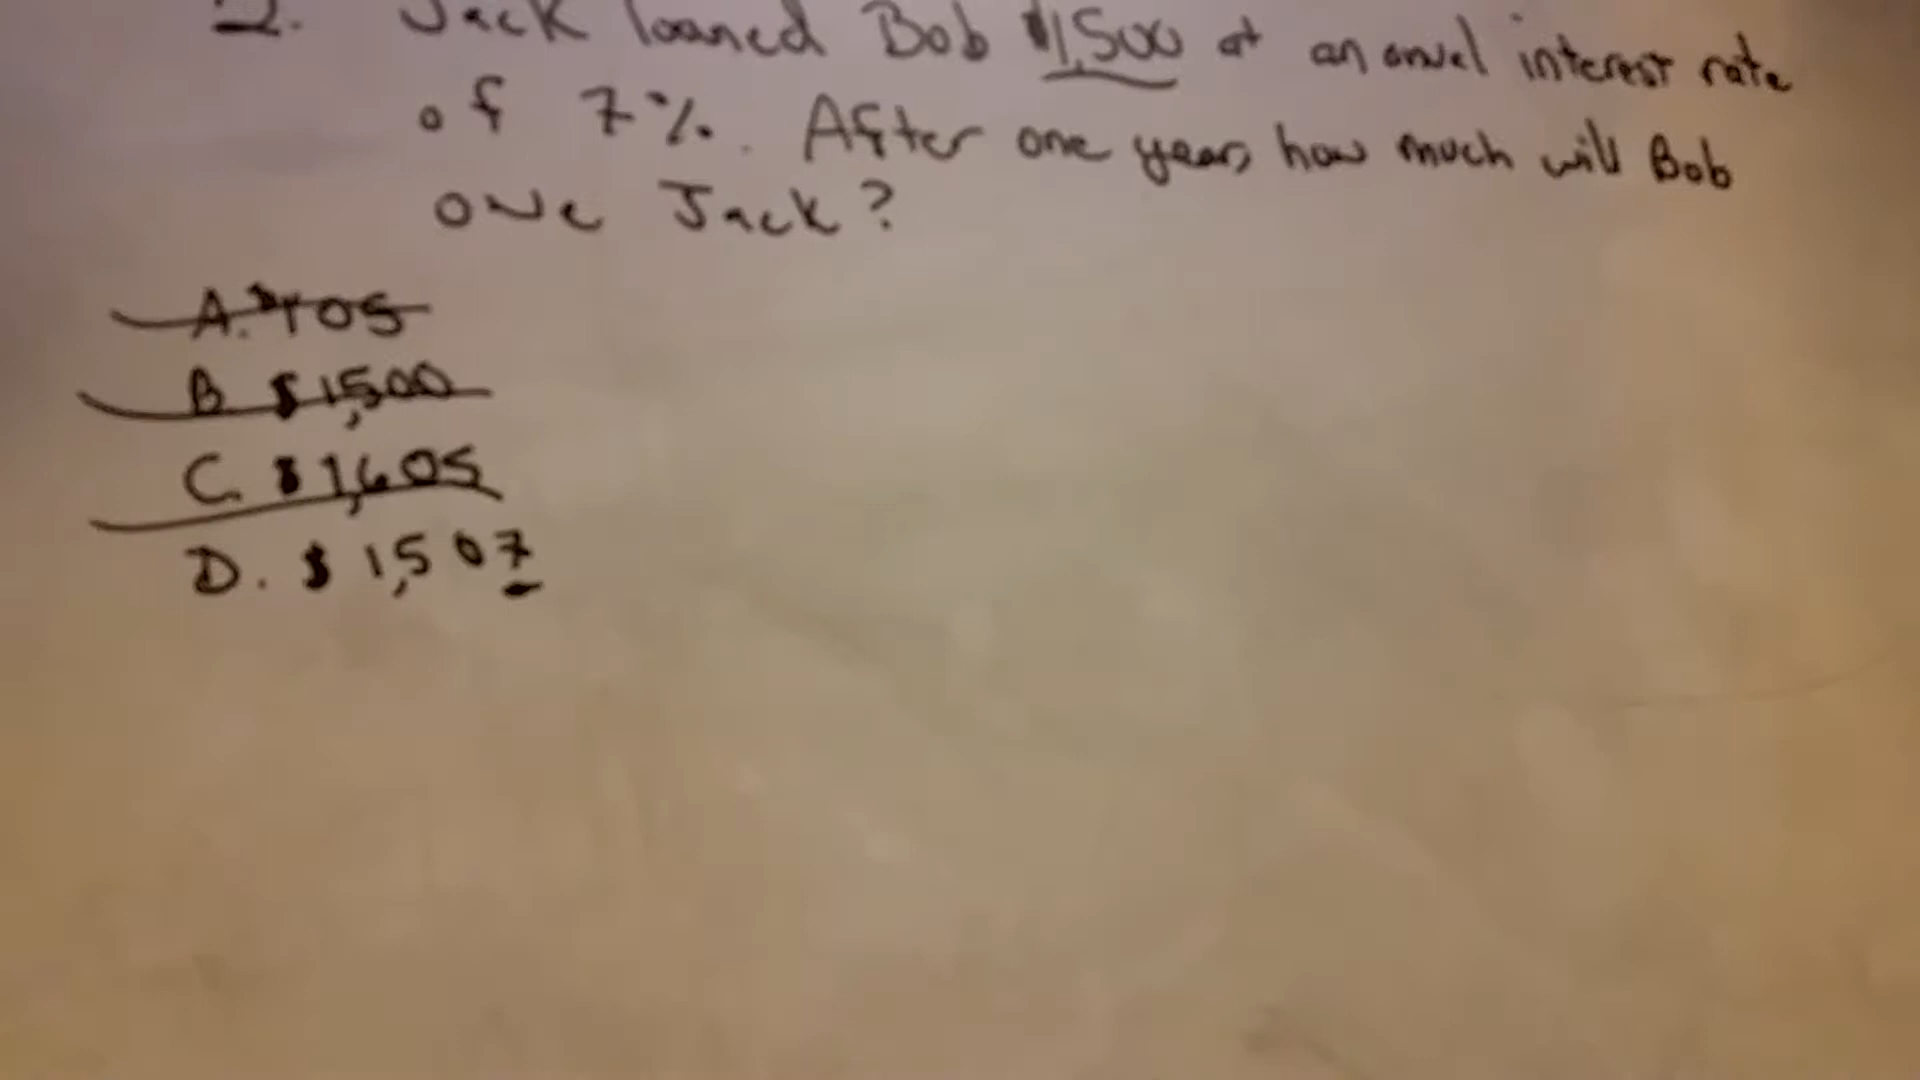 2. Jack loaned Bob $1,500 at an anuel interest rate
of 7%. After one year, how much will Bob
owe Jack?
A. $105
B $1,500
C. $1,605
D. $1,507